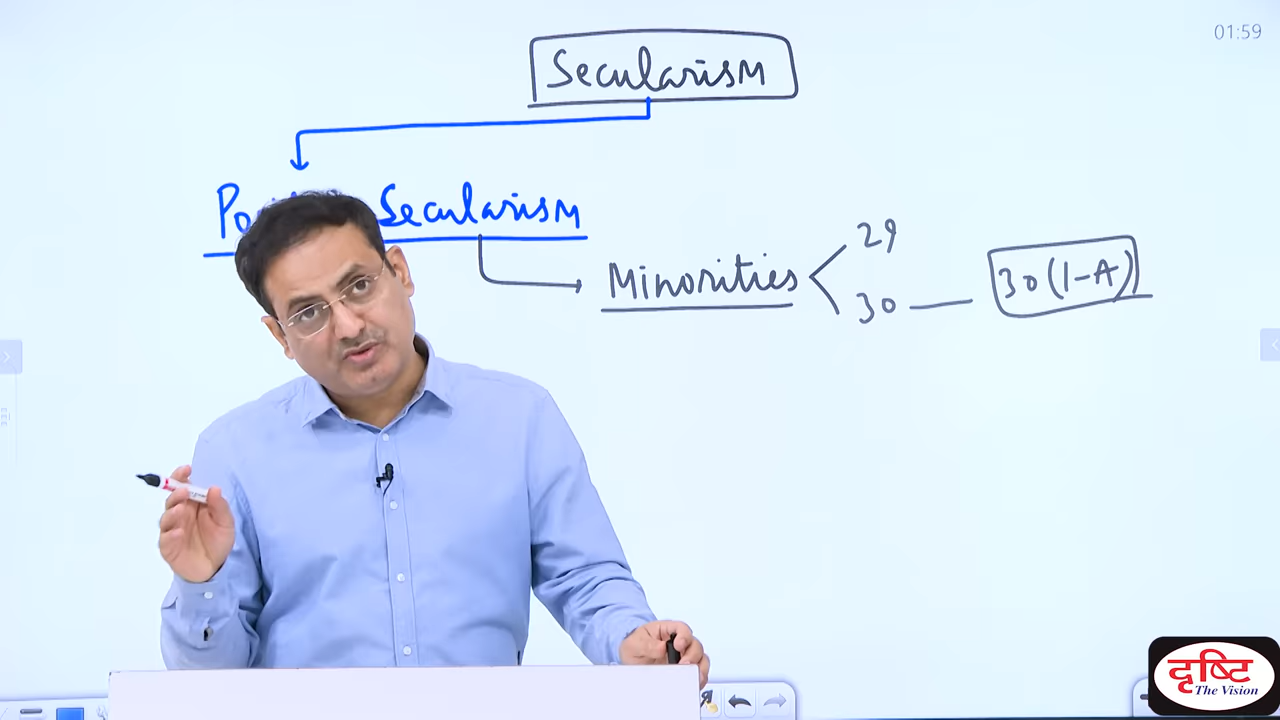 01:59
Secularism
Secularism
Minorities
29
30
30 (1-A)
दृष्टि
The Vision